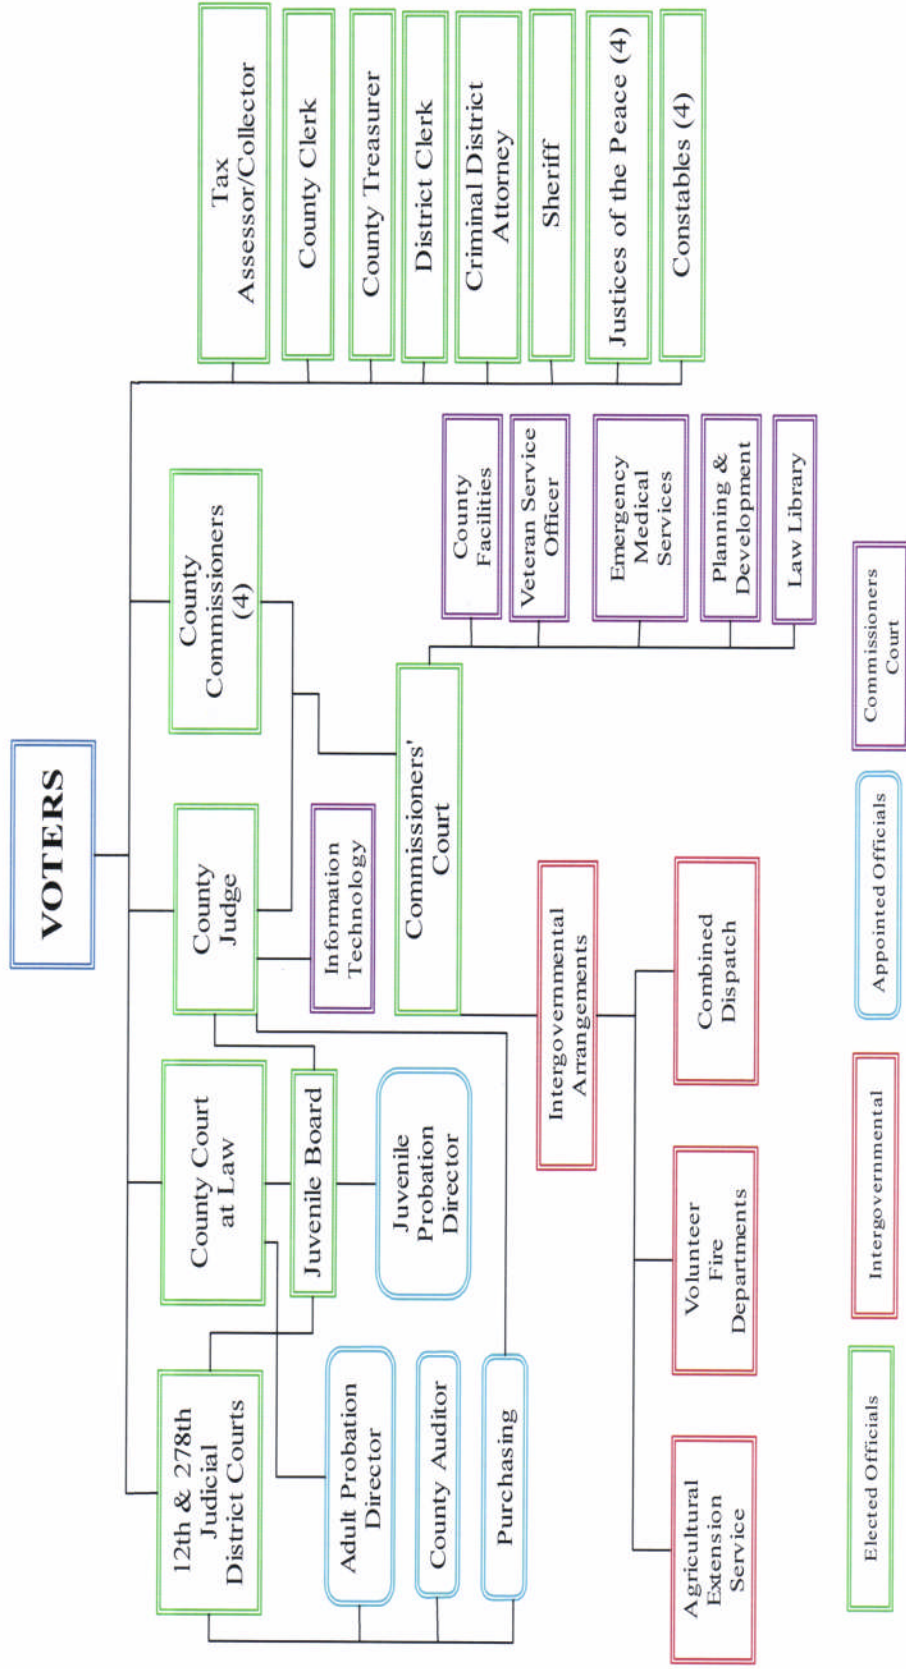 VOTERS
12th & 278th
Judicial
District Courts
County Court
at Law
County
Judge
County
Commissioners
(4)
Tax
Assessor/Collector
County Clerk
County Treasurer
District Clerk
Criminal District
Attorney
Sheriff
Justices of the Peace (4)
Constables (4)
Juvenile Board
Information
Technology
Adult Probation
Director
Juvenile
Probation
Director
County Auditor
Purchasing
Commissioners'
Court
County
Facilities
Veteran Service
Officer
Emergency
Medical
Services
Planning &
Development
Law Library
Intergovernmental
Arrangements
Agricultural
Extension
Service
Volunteer
Fire
Departments
Combined
Dispatch
Elected Officials
Intergovernmental
Appointed Officials
Commissioners
Court